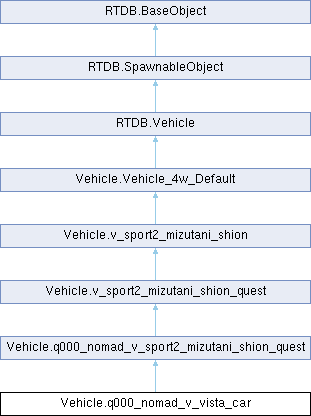 RTDB.BaseObject
RTDB.SpawnableObject
RTDB.Vehicle
Vehicle.Vehicle_4w_Default
Vehicle.v_sport2_mizutani_shion
Vehicle.v_sport2_mizutani_shion_quest
Vehicle.q000_nomad_v_sport2_mizutani_shion_quest
Vehicle.q000_nomad_v_vista_car